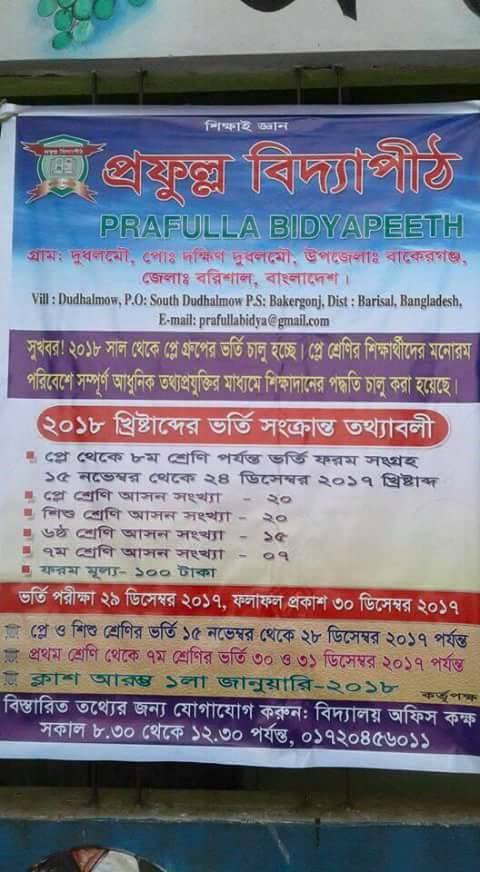 শিক্ষাই জ্ঞান
প্রফুল্ল বিদ্যাপীঠ
প্রফুল্ল বিদ্যাপীঠ
PRAFULLA BIDYAPEETH
গ্রাম: দুধলমৌ, পোঃ দক্ষিণ দুধলমৌ, উপজেলাঃ বাকেরগঞ্জ,
জেলাঃ বরিশাল, বাংলাদেশ।
Vill : Dudhalmow, P.O: South Dudhalmow P.S: Bakergonj, Dist : Barisal, Bangladesh,
E-mail: prafullabidya@gmail.com
সুখবর! ২০১৮ সাল থেকে প্লে গ্রুপের ভর্তি চালু হচ্ছে। প্লে শ্রেণির শিক্ষার্থীদের মনোরম
পরিবেশে সম্পূর্ণ আধুনিক তথ্যপ্রযুক্তির মাধ্যমে শিক্ষাদানের পদ্ধতি চালু করা হয়েছে।
২০১৮ খ্রিষ্টাব্দের ভর্তি সংক্রান্ত তথ্যাবলী
প্লে থেকে ৮ম শ্রেণি পর্যন্ত ভর্তি ফরম সংগ্রহ
১৫ নভেম্বর থেকে ২৪ ডিসেম্বর ২০১৭ খ্রিষ্টাব্দ
প্লে শ্রেণি আসন সংখ্যা - ২০
শিশু শ্রেণি আসন সংখ্যা - ২০
৬ষ্ঠ শ্রেণি আসন সংখ্যা - ১৫
৭ম শ্রেণি আসন সংখ্যা - ০৭
ফরম মূল্য- ১০০ টাকা
ভর্তি পরীক্ষা ২৯ ডিসেম্বর ২০১৭, ফলাফল প্রকাশ ৩০ ডিসেম্বর ২০১৭
প্লে ও শিশু শ্রেণির ভর্তি ১৫ নভেম্বর থেকে ২৮ ডিসেম্বর ২০১৭ পর্যন্ত
প্রথম শ্রেণি থেকে ৭ম শ্রেণির ভর্তি ৩০ ও ৩১ ডিসেম্বর ২০১৭ পর্যন্ত
ক্লাশ আরম্ভ ১লা জানুয়ারি-২০১৮
কর্তৃপক্ষ
বিস্তারিত তথ্যের জন্য যোগাযোগ করুন: বিদ্যালয় অফিস কক্ষ
সকাল ৮.৩০ থেকে ১২.৩০ পর্যন্ত, ০১৭২০৪৫৬০১১